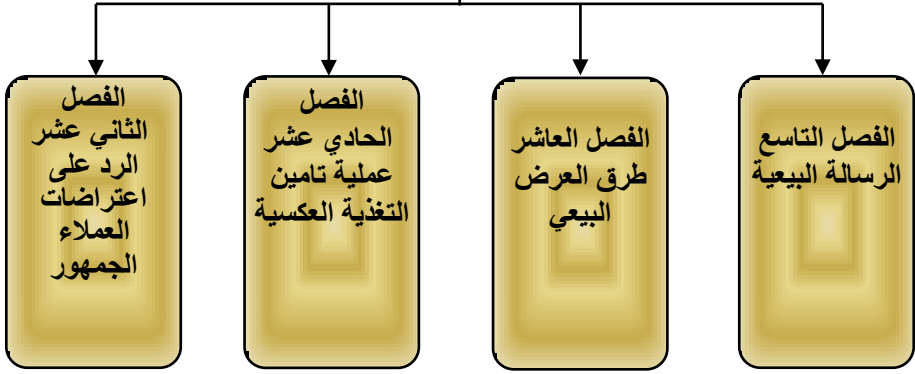 الفصل التاسع
الرسالة البيعية
الفصل العاشر
طرق العرض
البيعي
الفصل
الحادي عشر
عملية تامين
التغذية العكسية
الفصل
الثاني عشر
الرد على
اعتراضات
العملاء
الجمهور